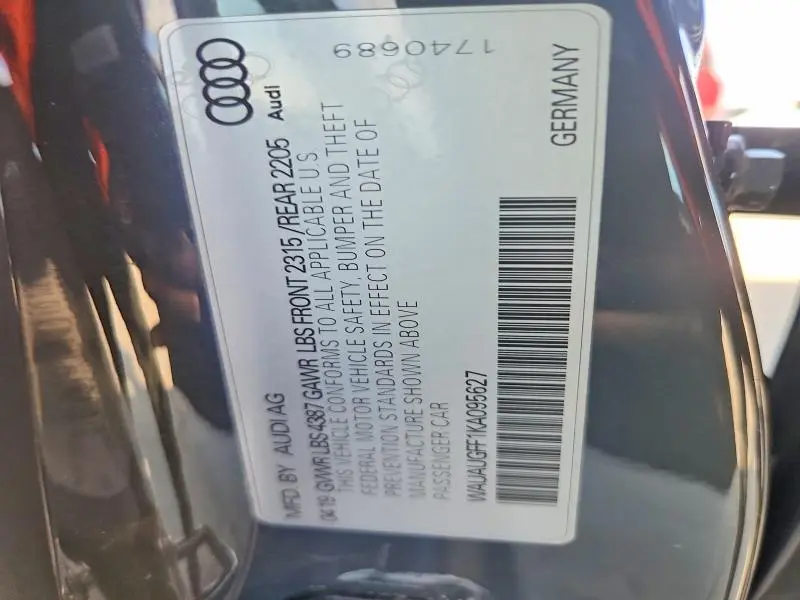 MFD. BY AUDI AG
04/19 GVWR LBS 4387 GAWR LBS FRONT 2315/REAR 2205
THIS VEHICLE CONFORMS TO ALL APPLICABLE U.S
FEDERAL MOTOR VEHICLE SAFETY, BUMPER AND THEFT
PREVENTION STANDARDS IN EFFECT ON THE DATE OF
MANUFACTURE SHOWN ABOVE
PASSENGER CAR
WAUAUGFF1KA095627
Audi
1740689
GERMANY